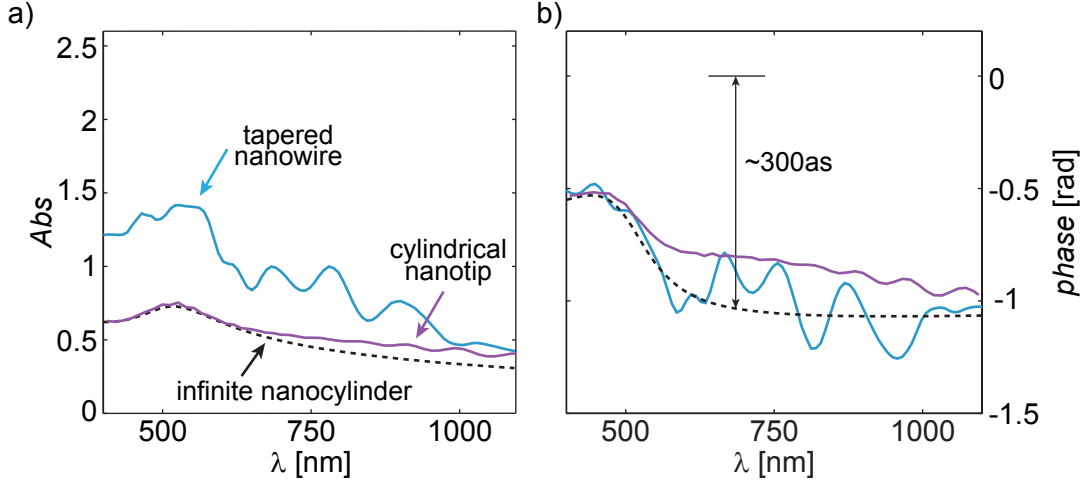 a)
2.5
2
1.5
1
0.5
0
Abs
tapered
nanowire
cylindrical
nanotip
infinite nanocylinder
500
750
1000
λ [nm]
b)
0
-0.5
-1
-1.5
phase [rad]
~300as
500
750
1000
λ [nm]